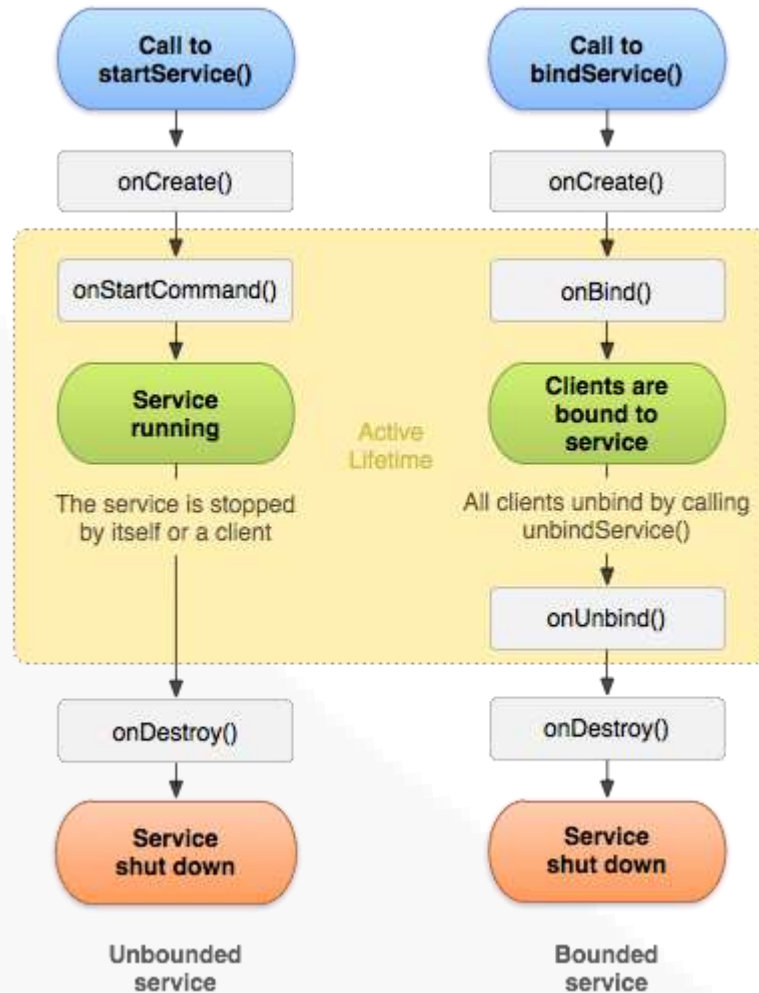 Call to
startService()
onCreate()
onStartCommand()
Service
running
The service is stopped
by itself or a client
onDestroy()
Service
shut down
Unbounded
service
Active
Lifetime
Call to
bindService()
onCreate()
onBind()
Clients are
bound to
service
All clients unbind by calling
unbindService()
onUnbind()
onDestroy()
Service
shut down
Bounded
service